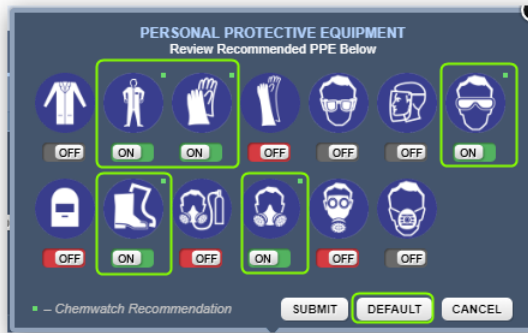 PERSONAL PROTECTIVE EQUIPMENT
Review Recommended PPE Below
OFF ON ON OFF OFF OFF ON
OFF ON OFF ON OFF OFF
– Chemwatch Recommendation SUBMIT DEFAULT CANCEL